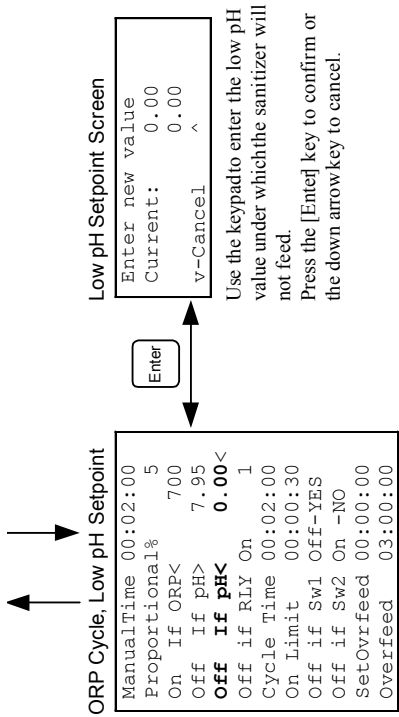 ORP Cycle, Low pH Setpoint
ManualTime 00:02:00
Proportional% 5
On If ORP< 700
Off If pH> 7.95
Off If pH< 0.00<
Off if RLY On 1
Cycle Time 00:02:00
On Limit 00:00:30
Off if Sw1 Off-YES
Off if Sw2 On -NO
SetOvrfeed 00:00:00
Overfeed 03:00:00
Enter
Low pH Setpoint Screen
Enter new value
Current: 0.00
0.00
v-Cancel ^
Use the keypadto enter the low pH
value under whichthe sanitizer will
not feed.
Press the [Enter] key to confirm or
the down arrowkey to cancel.